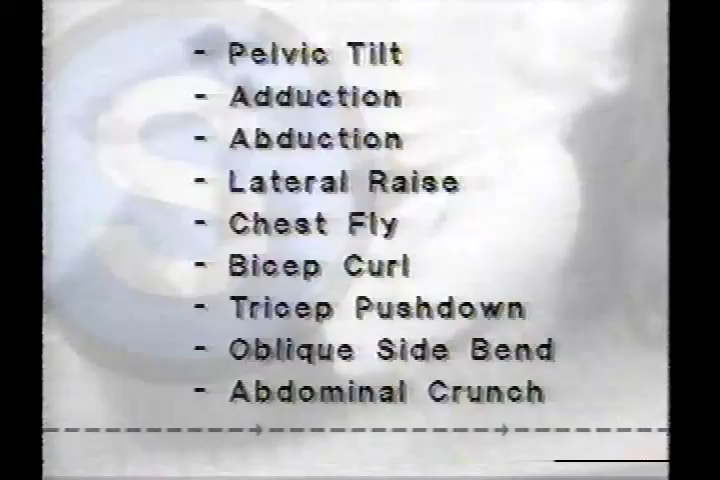 - Pelvic Tilt
- Adduction
- Abduction
- Lateral Raise
- Chest Fly
- Bicep Curl
- Tricep Pushdown
- Oblique Side Bend
- Abdominal Crunch
S